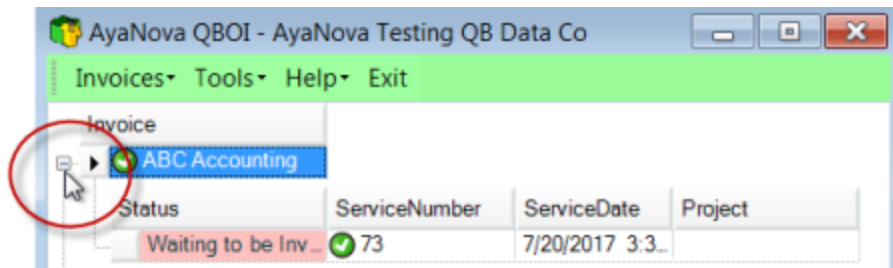 AyaNova QBOI - AyaNova Testing QB Data Co
Invoices Tools Help Exit
Invoice
ABC Accounting
Status ServiceNumber ServiceDate Project
Waiting to be Inv... 73 7/20/2017 3:3...